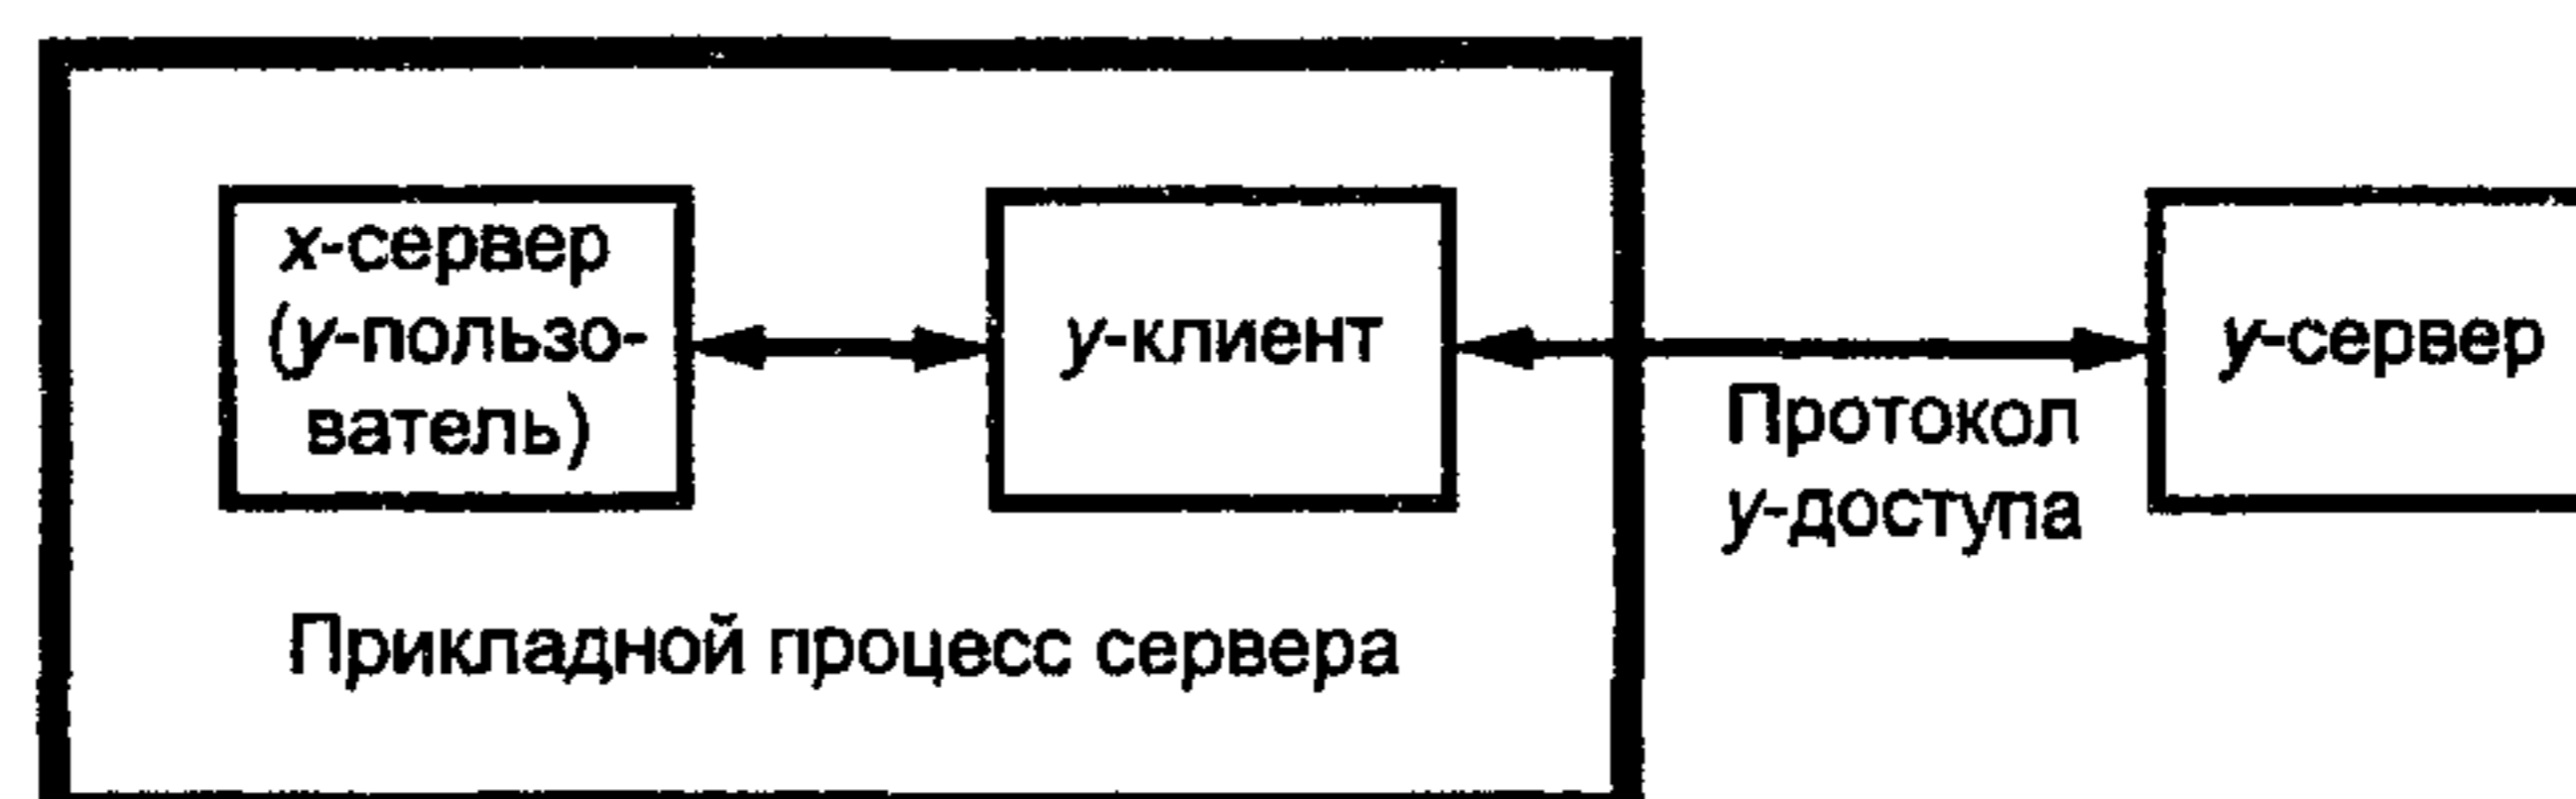 x-сервер
(y-пользо-
ватель)
y-клиент
y-сервер
Протокол
y-доступа
Прикладной процесс сервера